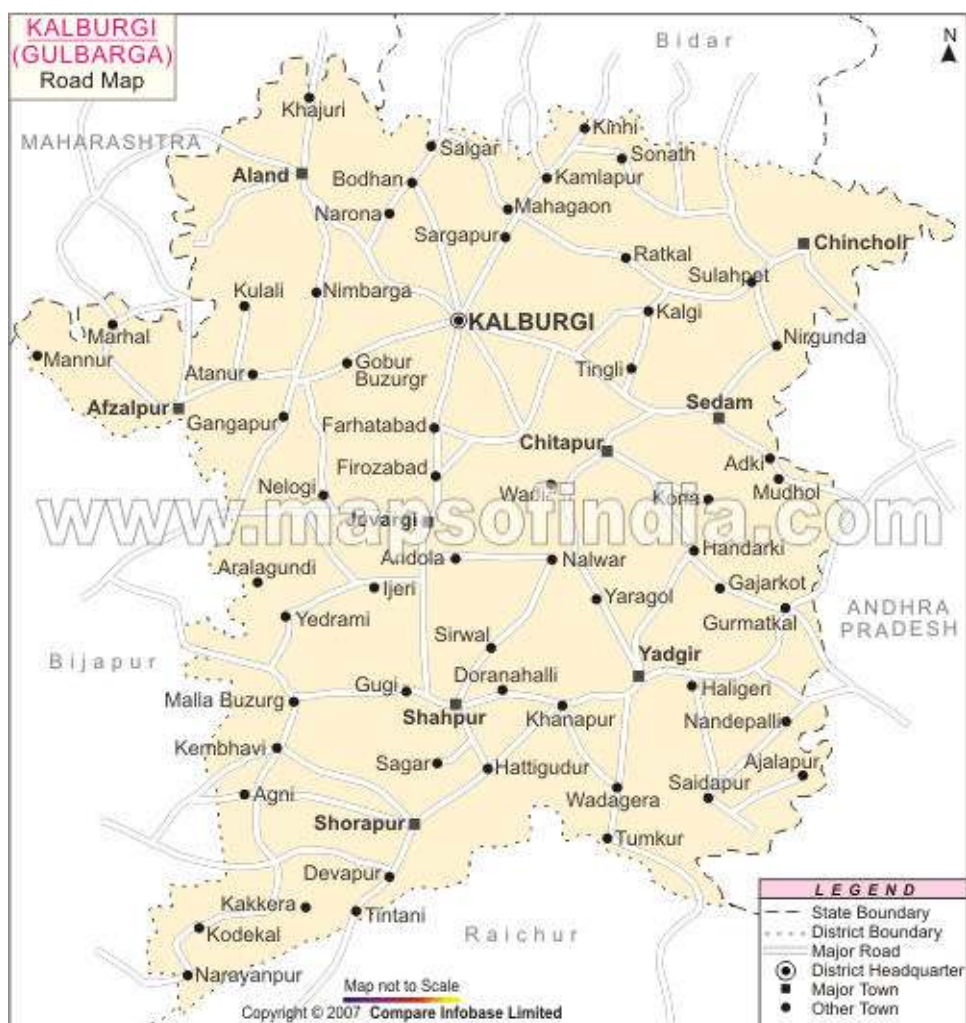 KALBURGI
(GULBARGA)
Road Map
Bidar
N
Khajuri
MAHARASHTRA
Kinhi
Salgar
Sonath
Aland
Bodhan
Kamlapur
Narona
Mahagaon
Sargapur
Chincholi
Ratkal
Sulahpet
Kulali
Nimbarga
Kalgi
KALBURGI
Marhal
Nirgunda
Mannur
Gobur
Buzurgr
Atanur
Tingli
Afzalpur
Gangapur
Sedam
Farhatabad
Chitapur
Firozabad
Adki
Mudhol
Nelogi
Wadi
Kona
www.mapsofindia.com
Jevargi
Andola
Nalwar
Handarki
Aralagundi
Ijeri
Gajarkot
Yaragol
Yedrami
Gurmatkal
ANDHRA
PRADESH
Sirwal
Bijapur
Yadgir
Doranahalli
Gugi
Haligeri
Malla Buzurg
Shahpur
Khanapur
Nandepalli
Kembhavi
Sagar
Hattigudur
Ajalapur
Saidapur
Agni
Wadagera
Shorapur
Tumkur
Devapur
Kakkera
Tintani
Kodekal
Raichur
Narayanpur
LEGEND
State Boundary
District Boundary
Major Road
District Headquarter
Major Town
Other Town
Map not to Scale
Copyright © 2007 Compare Infobase Limited